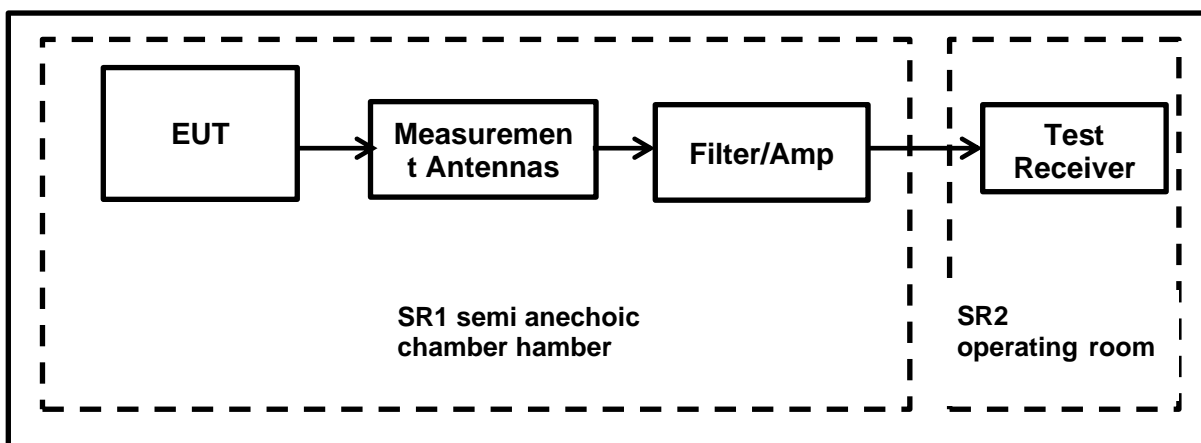 EUT
Measuremen
t Antennas
Filter/Amp
Test
Receiver
SR1 semi anechoic
chamber hamber
SR2
operating room